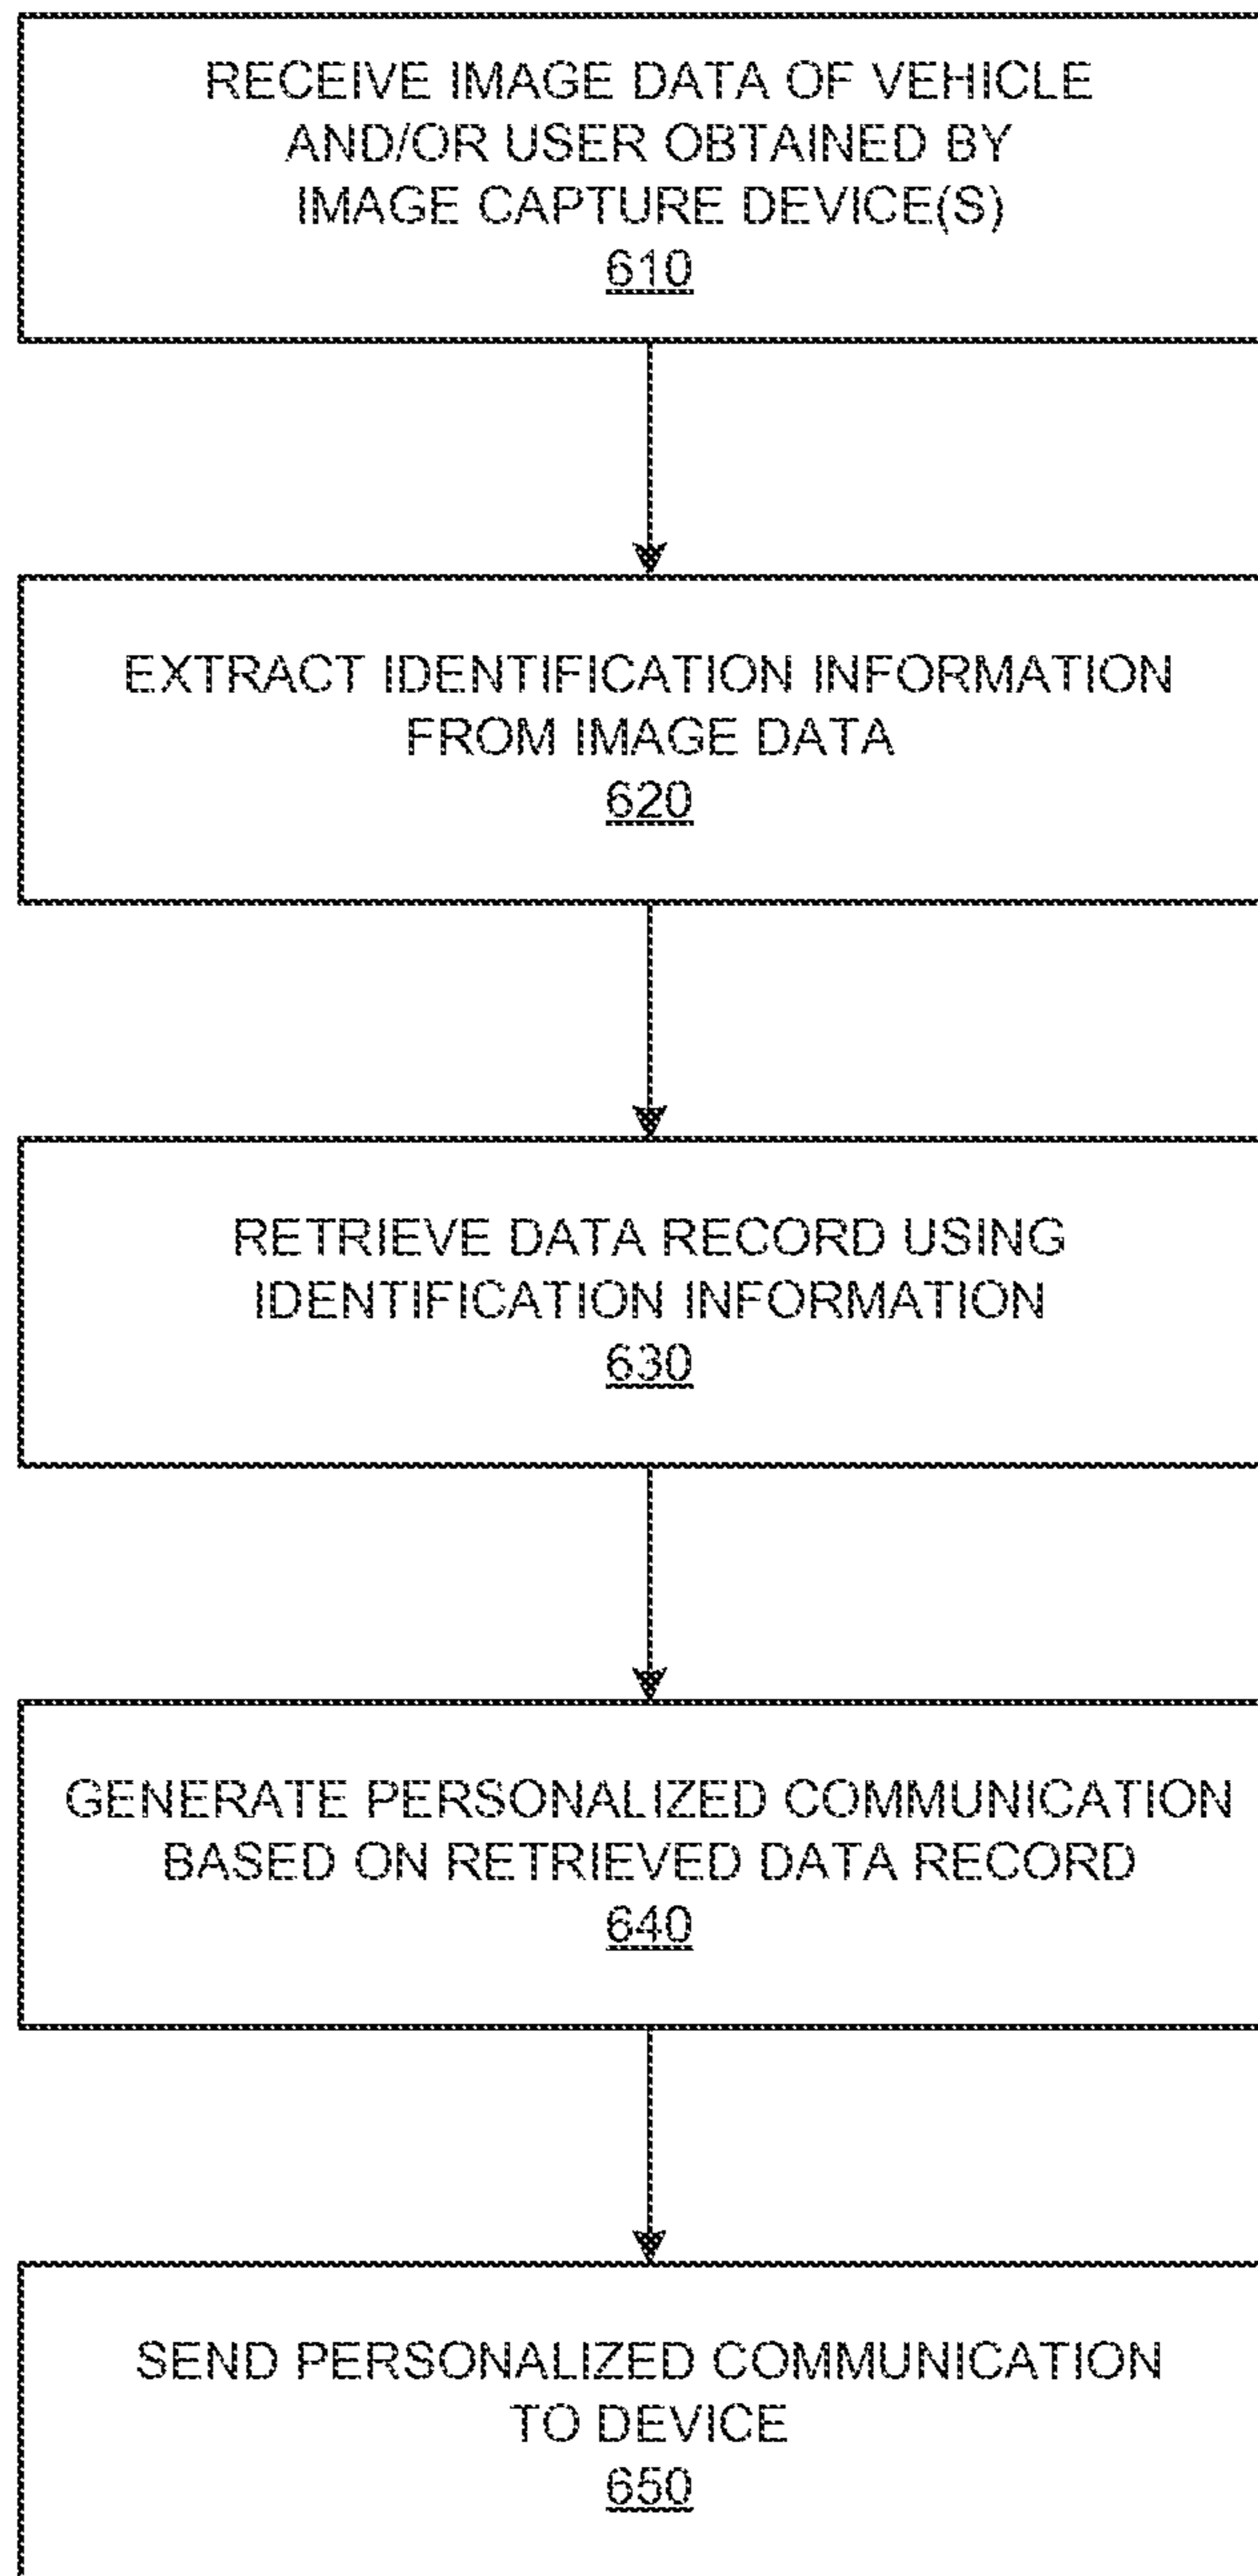 RECEIVE IMAGE DATA OF VEHICLE
AND/OR USER OBTAINED BY
IMAGE CAPTURE DEVICE(S)
610
EXTRACT IDENTIFICATION INFORMATION
FROM IMAGE DATA
620
RETRIEVE DATA RECORD USING
IDENTIFICATION INFORMATION
630
GENERATE PERSONALIZED COMMUNICATION
BASED ON RETRIEVED DATA RECORD
640
SEND PERSONALIZED COMMUNICATION
TO DEVICE
650